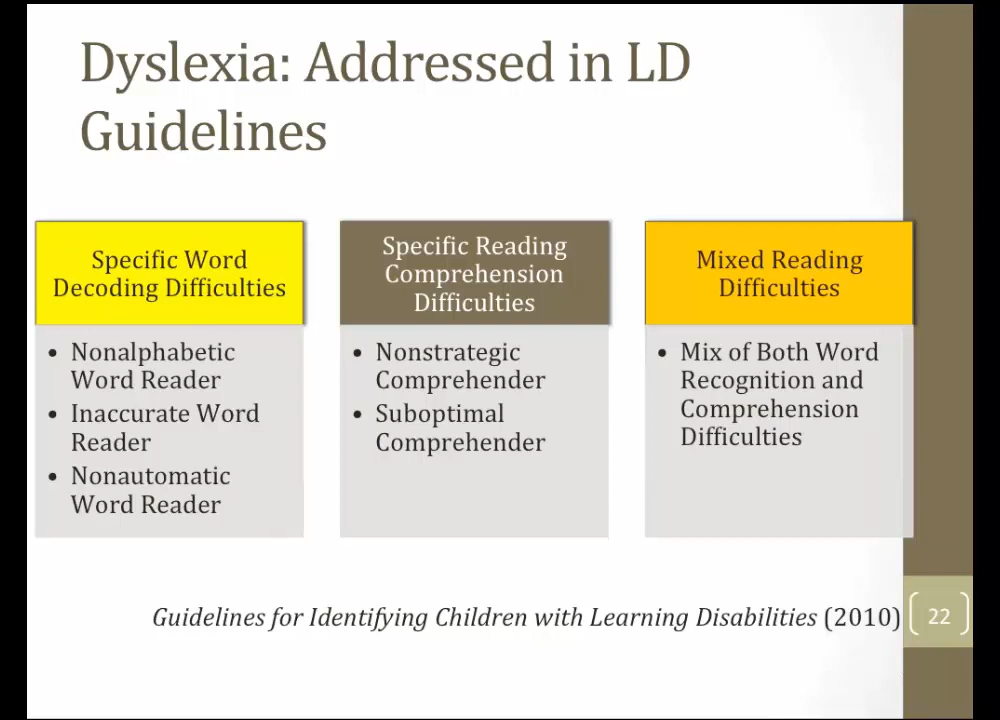 Dyslexia: Addressed in LD
Guidelines
Specific Word
Decoding Difficulties
• Nonalphabetic
Word Reader
• Inaccurate Word
Reader
• Nonautomatic
Word Reader
Specific Reading
Comprehension
Difficulties
• Nonstrategic
Comprehender
• Suboptimal
Comprehender
Mixed Reading
Difficulties
• Mix of Both Word
Recognition and
Comprehension
Difficulties
Guidelines for Identifying Children with Learning Disabilities (2010)
22